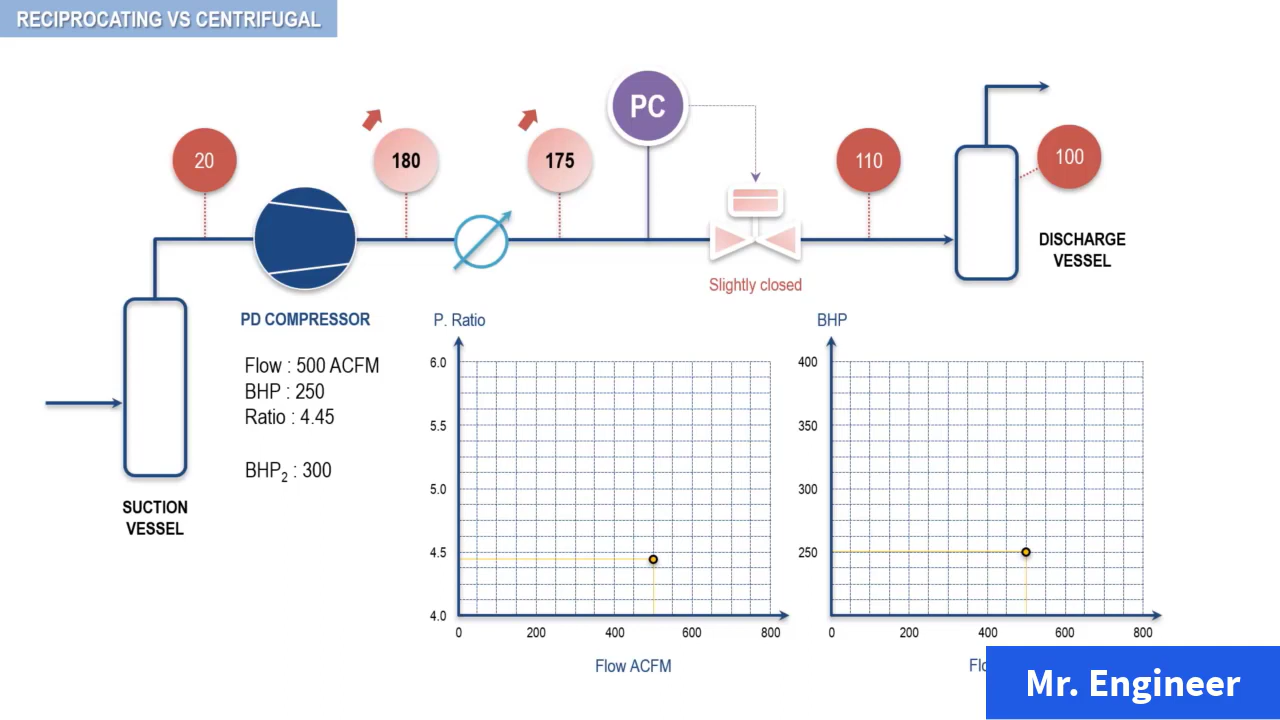 RECIPROCATING VS CENTRIFUGAL
PC
20
180
175
110
100
DISCHARGE
VESSEL
Slightly closed
PD COMPRESSOR
Flow : 500 ACFM
BHP : 250
Ratio : 4.45
BHP2 : 300
SUCTION
VESSEL
P. Ratio
6.0
5.5
5.0
4.5
4.0
0 200 400 600 800
Flow ACFM
BHP
400
350
300
250
0 200 400 600 800
Mr. Engineer